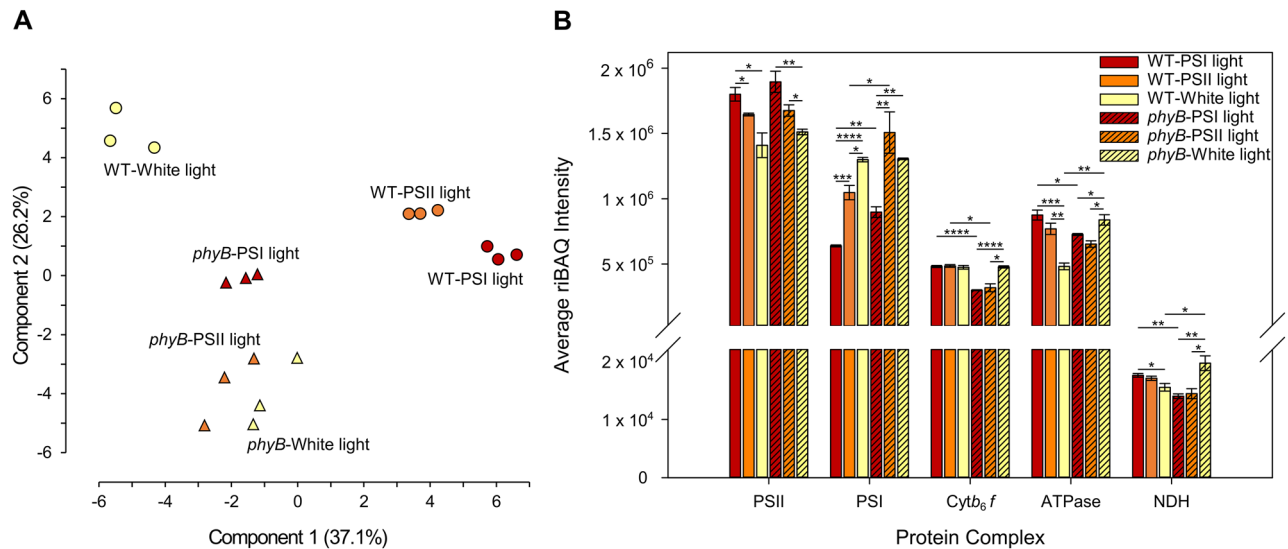 A
Component 2 (26.2%)
6
4
2
0
-2
-4
-6
WT-White light
WT-PSII light
WT-PSI light
phyB-PSI light
phyB-PSII light
phyB-White light
-6 -4 -2 0 2 4 6
Component 1 (37.1%)
B
Average riBAQ Intensity
2 x 10⁶
1.5 x 10⁶
1 x 10⁶
5 x 10⁵
2 x 10⁴
1 x 10⁴
0
WT-PSI light
WT-PSII light
WT-White light
phyB-PSI light
phyB-PSII light
phyB-White light
* **
* *
* **
** **
**** *
***
* *
**** ****
*
** *
* *
*** ** *
*
** **
* *
PSII PSI Cytb₆f ATPase NDH
Protein Complex